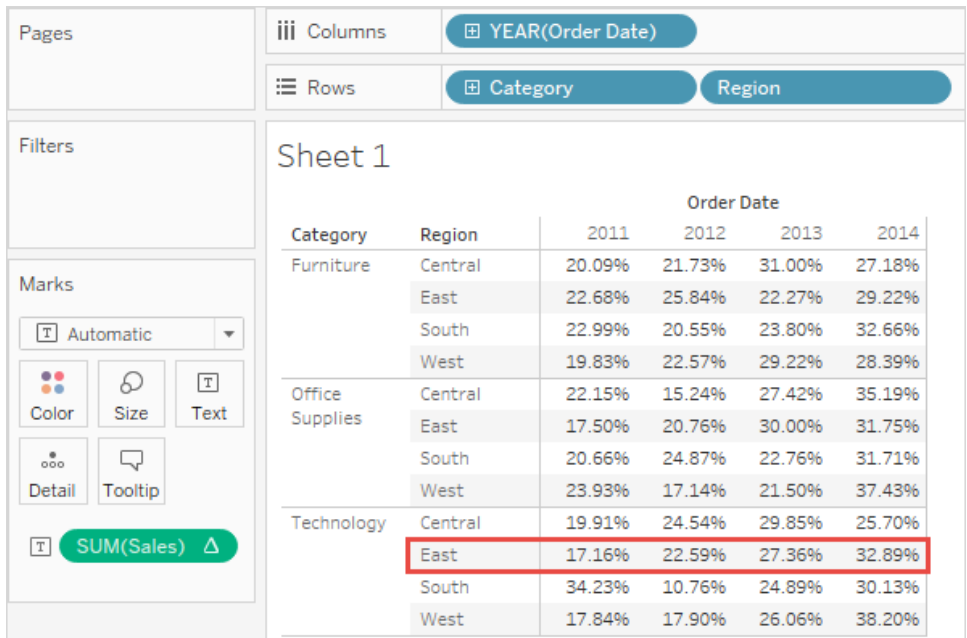 Pages
Columns YEAR(Order Date)
Rows Category Region
Filters
Sheet 1
Order Date
Category Region 2011 2012 2013 2014
Furniture Central 20.09% 21.73% 31.00% 27.18%
East 22.68% 25.84% 22.27% 29.22%
South 22.99% 20.55% 23.80% 32.66%
West 19.83% 22.57% 29.22% 28.39%
Office
Supplies
Central 22.15% 15.24% 27.42% 35.19%
East 17.50% 20.76% 30.00% 31.75%
South 20.66% 24.87% 22.76% 31.71%
West 23.93% 17.14% 21.50% 37.43%
Technology Central 19.91% 24.54% 29.85% 25.70%
East 17.16% 22.59% 27.36% 32.89%
South 34.23% 10.76% 24.89% 30.13%
West 17.84% 17.90% 26.06% 38.20%
Marks
T Automatic
Color Size Text
Detail Tooltip
T SUM(Sales) Δ